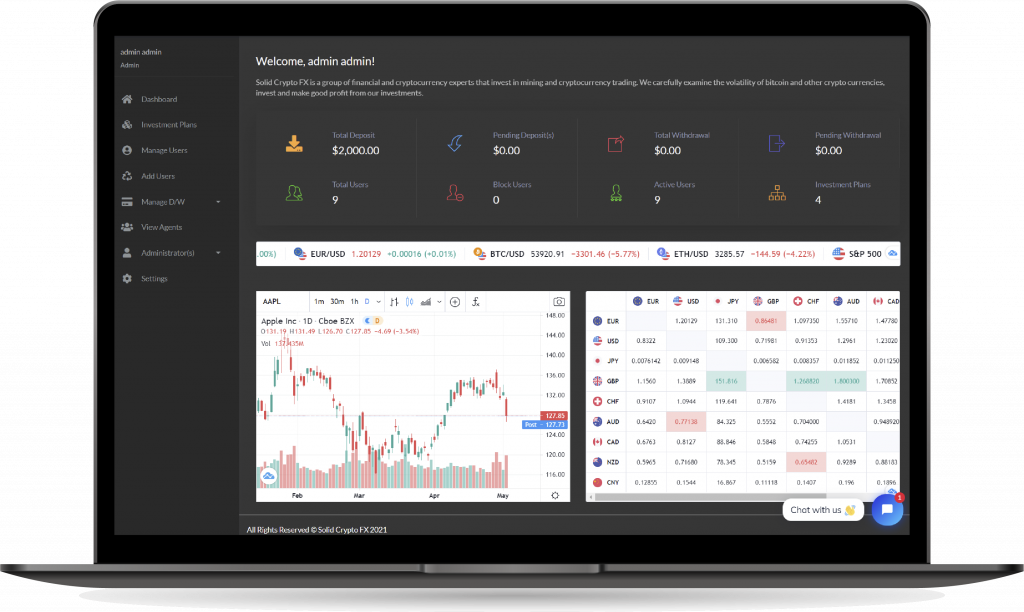 admin admin
Admin
Dashboard
Investment Plans
Manage Users
Add Users
Manage D/W
View Agents
Administrator(s)
Settings
Welcome, admin admin!
Solid Crypto FX is a group of financial and cryptocurrency experts that invest in mining and cryptocurrency trading. We carefully examine the volatility of bitcoin and other crypto currencies,
invest and make good profit from our investments.
Total Deposit
$2,000.00
Pending Deposit(s)
$0.00
Total Withdrawal
$0.00
Pending Withdrawal
$0.00
Total Users
9
Block Users
0
Active Users
9
Investment Plans
4
.00%) EUR/USD 1.20129 +0.00016 (+0.01%) BTC/USD 53920.91 −3301.46 (−5.77%) ETH/USD 3285.57 −144.59 (−4.22%) S&P 500
AAPL 1m 30m 1h D
Apple Inc · 1D · Cboe BZX D
O131.19 H131.49 L126.70 C127.85 −4.69 (−3.54%)
Vol
148.00
144.00
140.00
136.00
132.00
127.85
Post 127.73
124.00
120.00
116.00
Feb Mar Apr May
EUR USD JPY GBP CHF AUD CAD
EUR 1.20129 131.310 0.86481 1.097350 1.55710 1.47780
USD 0.8322 109.300 0.71981 0.91353 1.2961 1.23020
JPY 0.0076142 0.009148 0.006582 0.008357 0.011852 0.011250
GBP 1.1560 1.3889 151.816 1.268820 1.800300 1.70852
CHF 0.9107 1.0944 119.641 0.7876 1.4181 1.3458
AUD 0.6420 0.77138 84.325 0.5552 0.704000 0.948920
CAD 0.6763 0.8127 88.846 0.5848 0.74255 1.0531
NZD 0.5965 0.71680 78.345 0.5159 0.65482 0.9289 0.88183
CNY 0.12855 0.1544 16.867 0.11118 0.1407 0.196 0.1896
Chat with us 👋
1
All Rights Reserved © Solid Crypto FX 2021